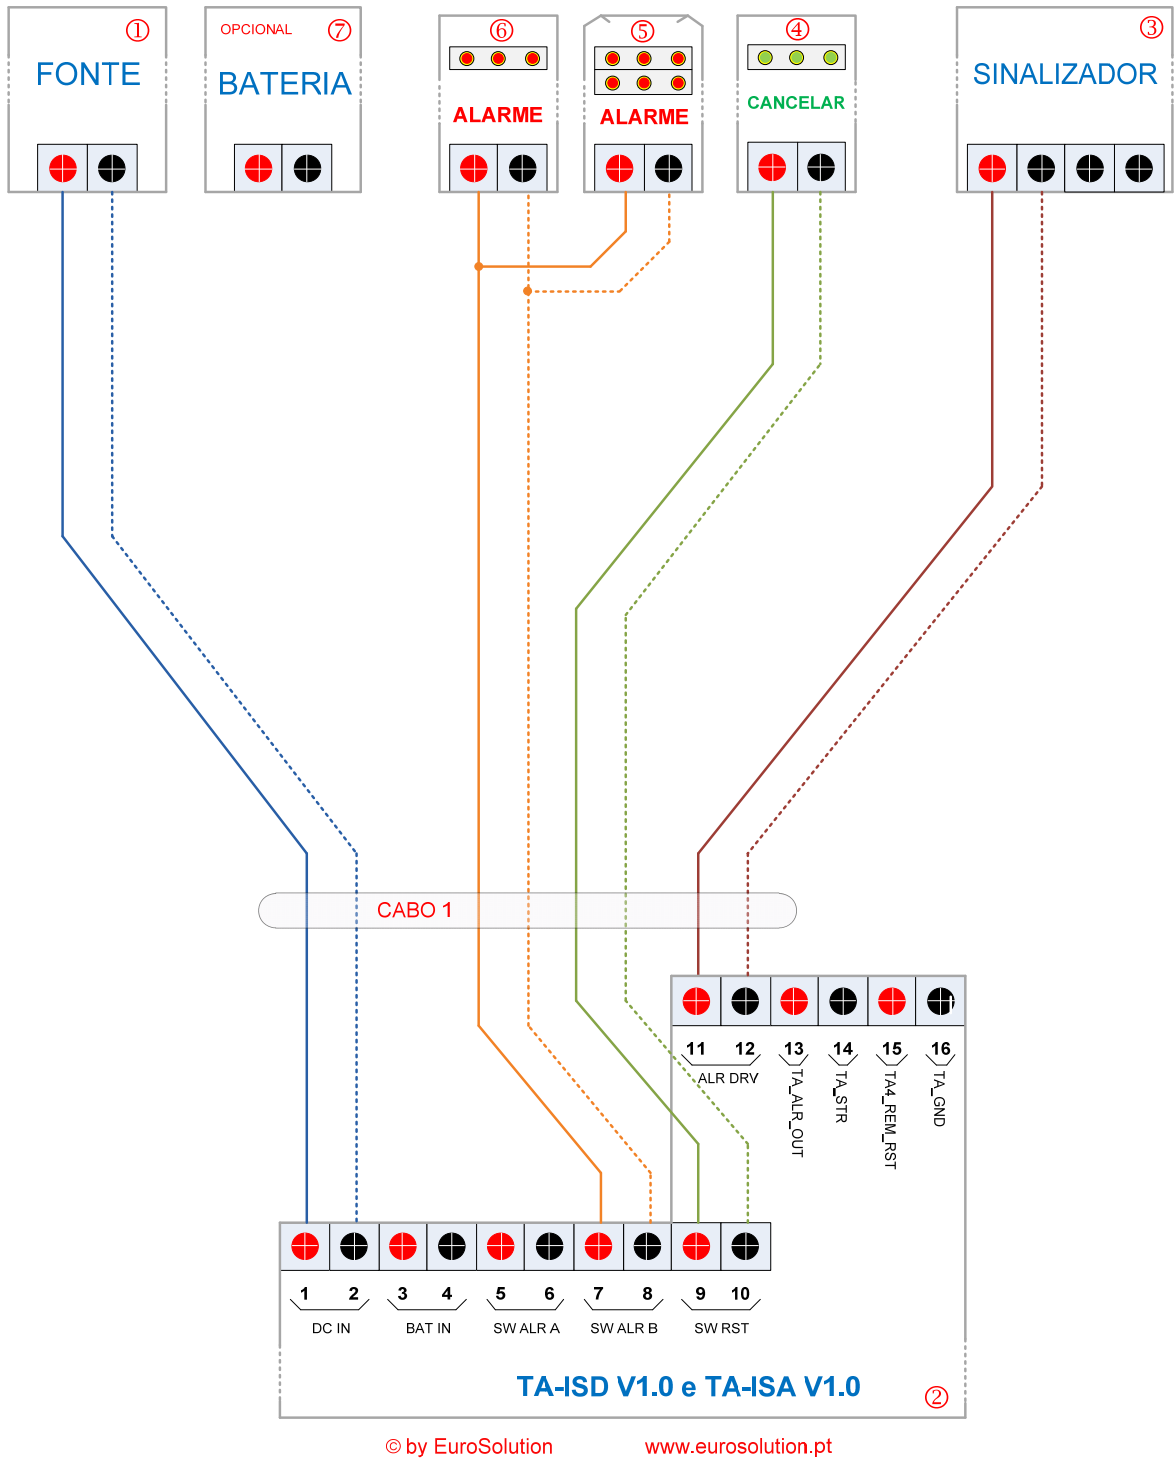 ①
FONTE
OPCIONAL ⑦
BATERIA
⑥
ALARME
⑤
ALARME
④
CANCELAR
③
SINALIZADOR
CABO 1
11 12 13 14 15 16
ALR DRV
TA_ALR_OUT
TA_STR
TA4_REM_RST
TA_GND
1 2 3 4 5 6 7 8 9 10
DC IN BAT IN SW ALR A SW ALR B SW RST
TA-ISD V1.0 e TA-ISA V1.0
②
© by EuroSolution www.eurosolution.pt